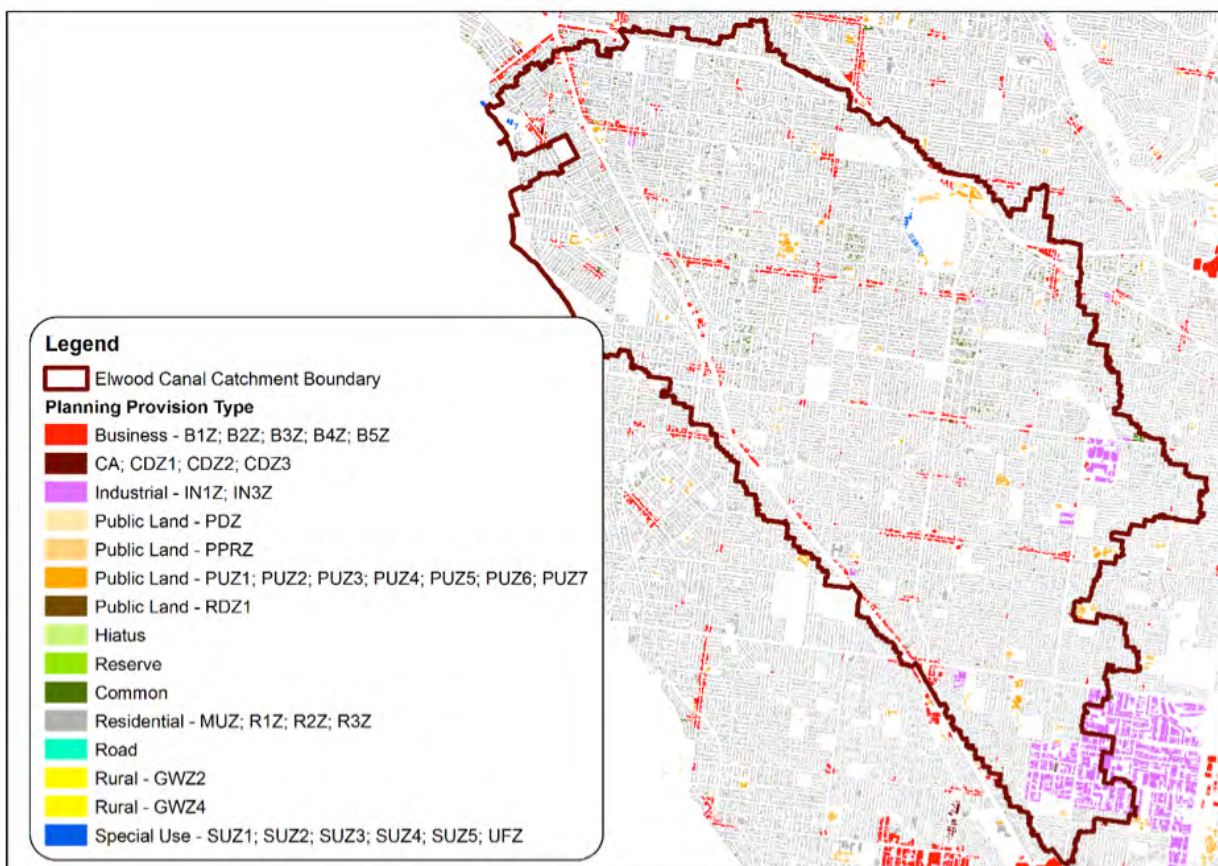 Legend
Elwood Canal Catchment Boundary
Planning Provision Type
Business - B1Z; B2Z; B3Z; B4Z; B5Z
CA; CDZ1; CDZ2; CDZ3
Industrial - IN1Z; IN3Z
Public Land - PDZ
Public Land - PPRZ
Public Land - PUZ1; PUZ2; PUZ3; PUZ4; PUZ5; PUZ6; PUZ7
Public Land - RDZ1
Hiatus
Reserve
Common
Residential - MUZ; R1Z; R2Z; R3Z
Road
Rural - GWZ2
Rural - GWZ4
Special Use - SUZ1; SUZ2; SUZ3; SUZ4; SUZ5; UFZ